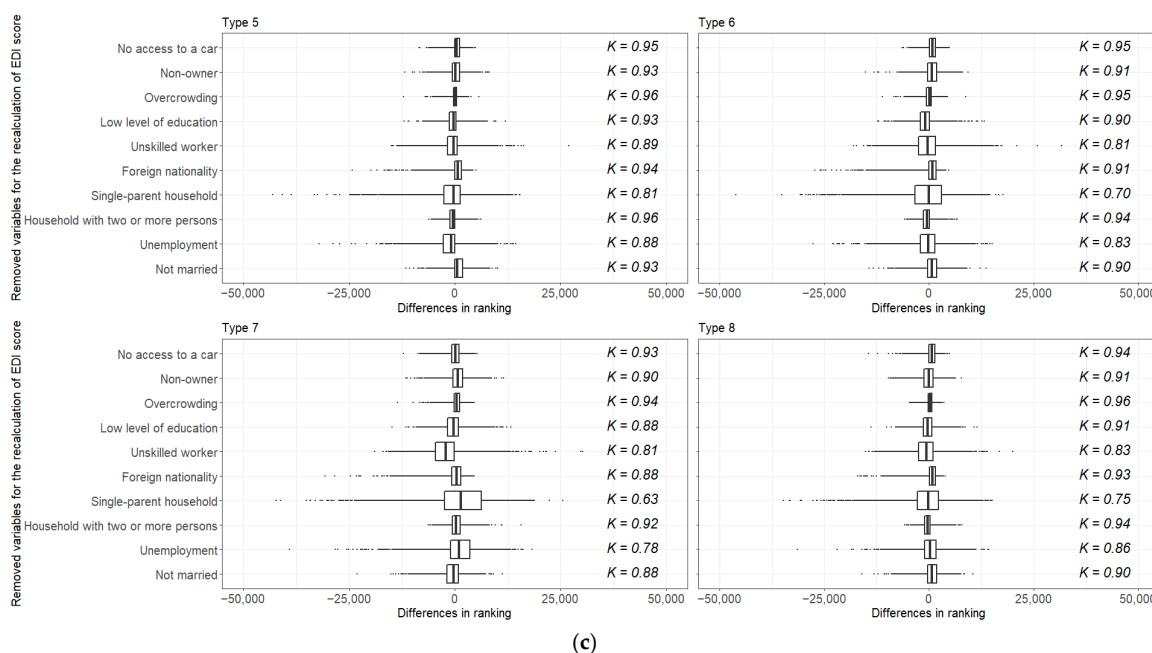 Type 5
Type 6
Removed variables for the recalculation of EDI score
No access to a car K = 0.95 K = 0.95
Non-owner K = 0.93 K = 0.91
Overcrowding K = 0.96 K = 0.95
Low level of education K = 0.93 K = 0.90
Unskilled worker K = 0.89 K = 0.81
Foreign nationality K = 0.94 K = 0.91
Single-parent household K = 0.81 K = 0.70
Household with two or more persons K = 0.96 K = 0.94
Unemployment K = 0.88 K = 0.83
Not married K = 0.93 K = 0.90
−50,000 −25,000 0 25,000 50,000 −50,000 −25,000 0 25,000 50,000
Differences in ranking Differences in ranking
Type 7
Type 8
Removed variables for the recalculation of EDI score
No access to a car K = 0.93 K = 0.94
Non-owner K = 0.90 K = 0.91
Overcrowding K = 0.94 K = 0.96
Low level of education K = 0.88 K = 0.91
Unskilled worker K = 0.81 K = 0.83
Foreign nationality K = 0.88 K = 0.93
Single-parent household K = 0.63 K = 0.75
Household with two or more persons K = 0.92 K = 0.94
Unemployment K = 0.78 K = 0.86
Not married K = 0.88 K = 0.90
−50,000 −25,000 0 25,000 50,000 −50,000 −25,000 0 25,000 50,000
Differences in ranking Differences in ranking
(c)